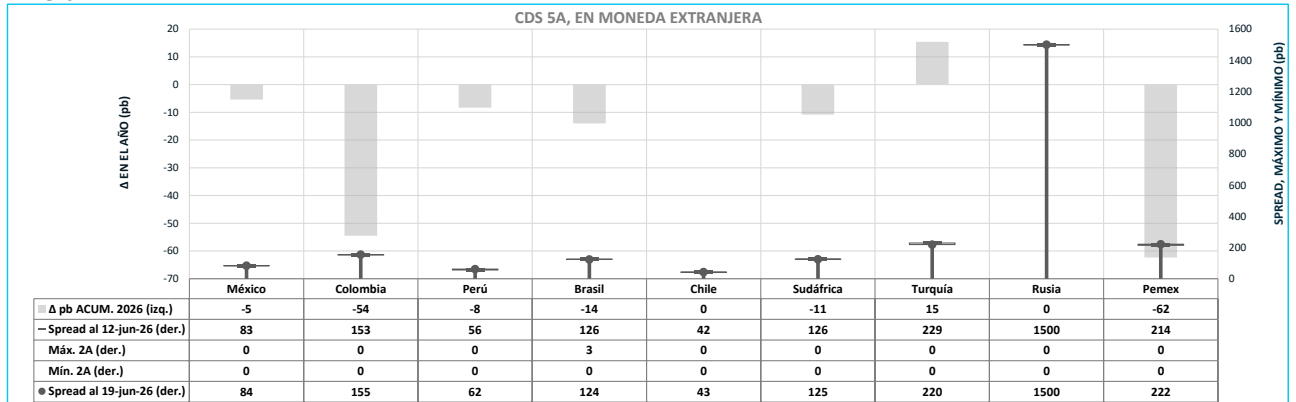 CDS 5A, EN MONEDA EXTRANJERA
20
10
0
-10
-20
-30
-40
-50
-60
-70
Δ EN EL AÑO (pb)
1600
1400
1200
1000
800
600
400
200
0
SPREAD, MÁXIMO Y MÍNIMO (pb)
México Colombia Perú Brasil Chile Sudáfrica Turquía Rusia Pemex
Δ pb ACUM. 2026 (izq.) -5 -54 -8 -14 0 -11 15 0 -62
Spread al 12-jun-26 (der.) 83 153 56 126 42 126 229 1500 214
Máx. 2A (der.) 0 0 0 3 0 0 0 0 0
Mín. 2A (der.) 0 0 0 0 0 0 0 0 0
Spread al 19-jun-26 (der.) 84 155 62 124 43 125 220 1500 222